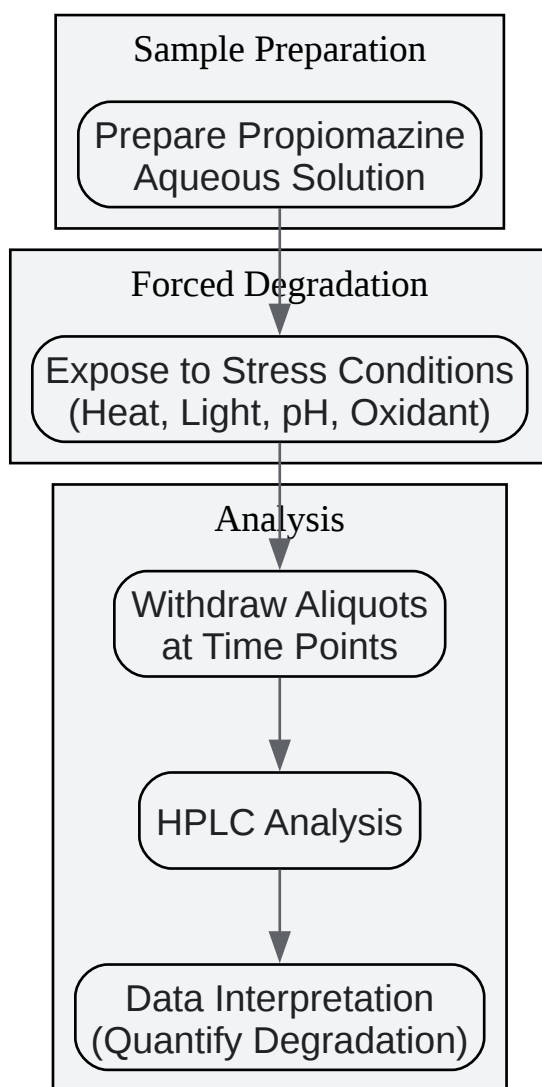 Sample Preparation
Prepare Propiomazine
Aqueous Solution
Forced Degradation
Expose to Stress Conditions
(Heat, Light, pH, Oxidant)
Analysis
Withdraw Aliquots
at Time Points
HPLC Analysis
Data Interpretation
(Quantify Degradation)